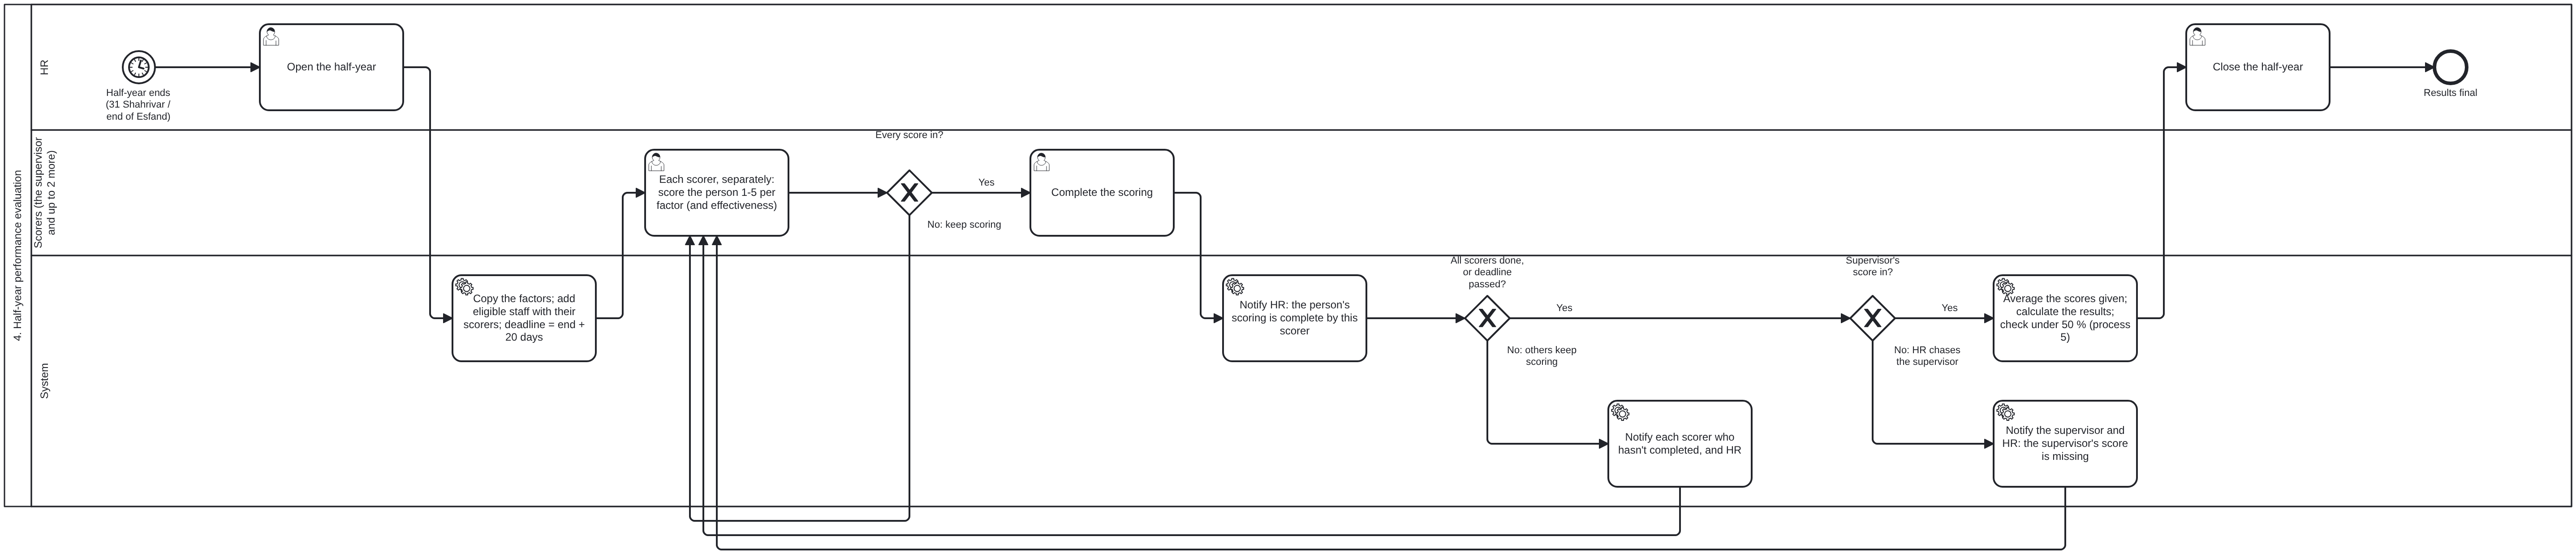 4. Half-year performance evaluation
HR
Half-year ends
(31 Shahrivar /
end of Esfand)
Open the half-year
Close the half-year
Results final
Scorers (the supervisor
and up to 2 more)
Each scorer, separately:
score the person 1-5 per
factor (and effectiveness)
Every score in?
Yes
No: keep scoring
Complete the scoring
System
Copy the factors; add
eligible staff with their
scorers; deadline = end +
20 days
Notify HR: the person's
scoring is complete by this
scorer
All scorers done,
or deadline
passed?
Yes
No: others keep
scoring
Notify each scorer who
hasn't completed, and HR
Supervisor's
score in?
Yes
No: HR chases
the supervisor
Average the scores given;
calculate the results;
check under 50 % (process
5)
Notify the supervisor and
HR: the supervisor's score
is missing